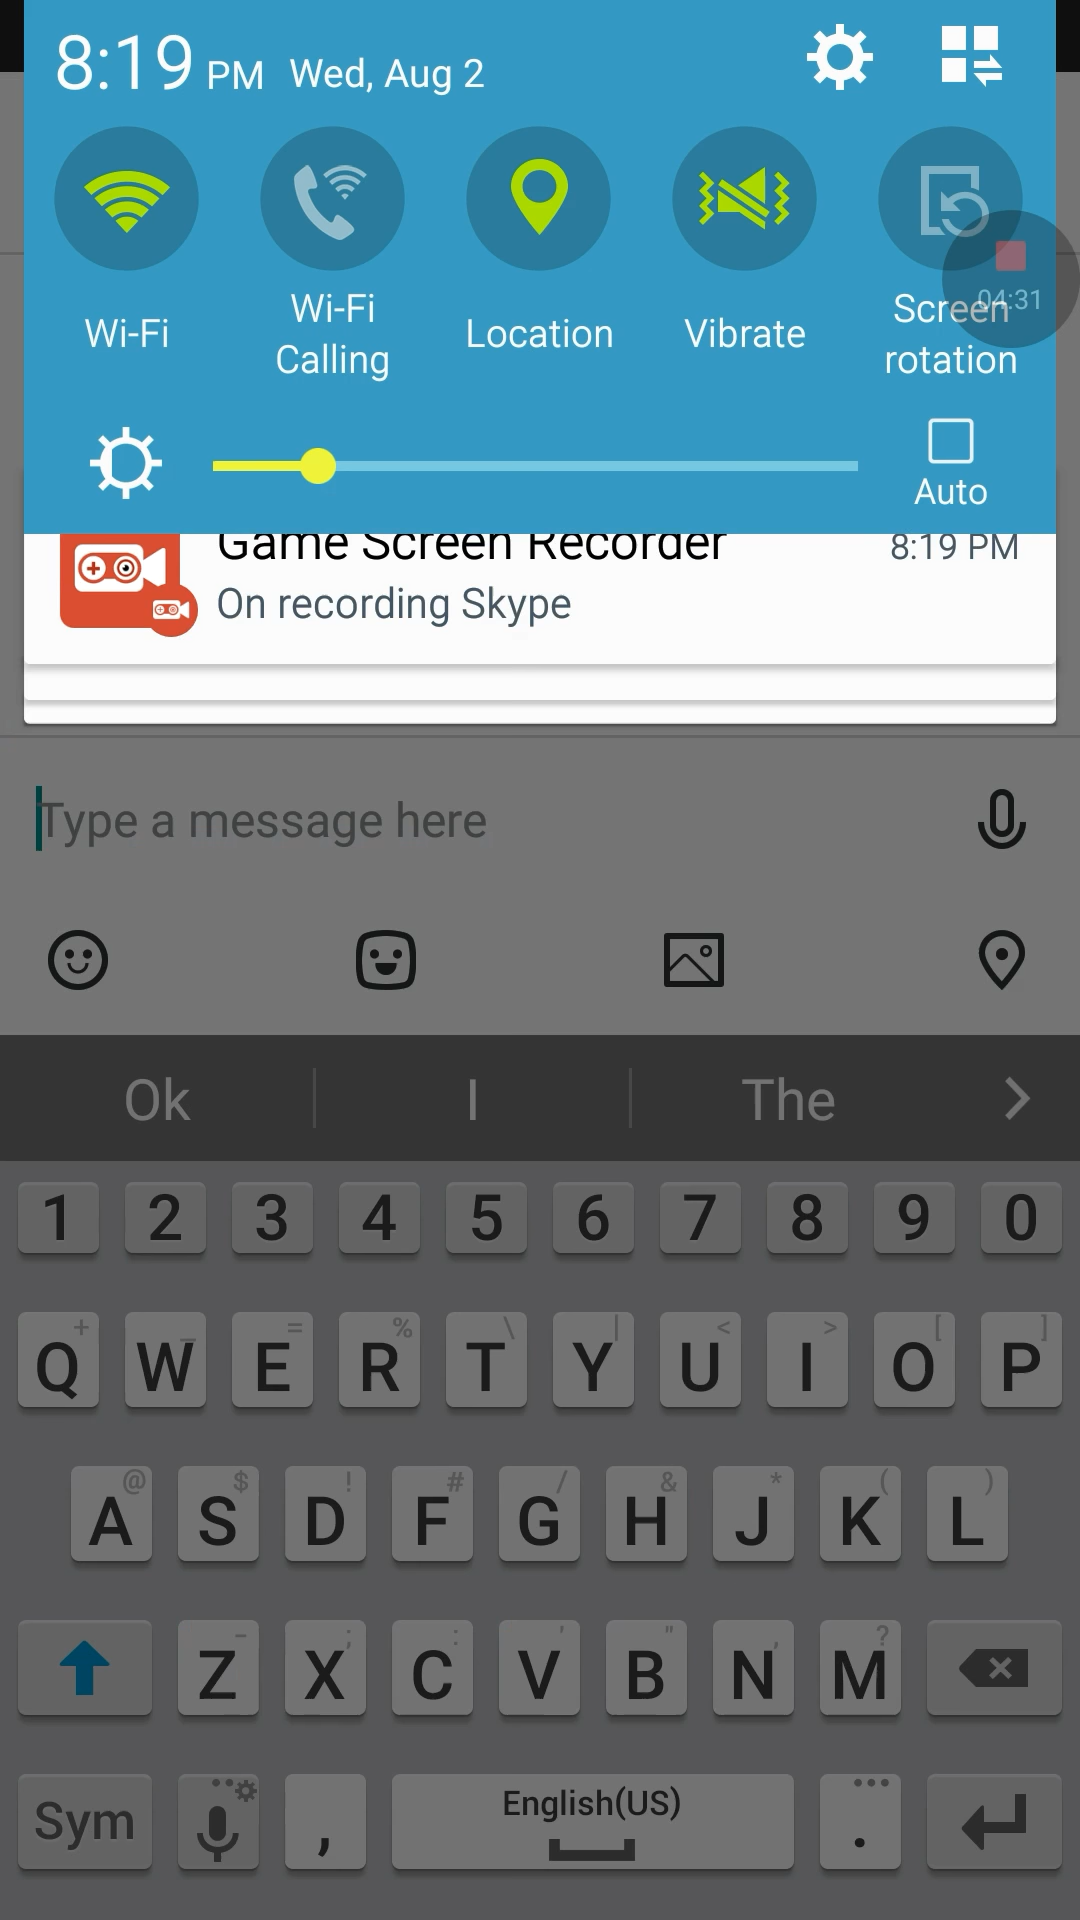 8:19 PM Wed, Aug 2
Wi-Fi
Wi-Fi Calling
Location
Vibrate
Screen rotation
04:31
Auto
Game Screen Recorder 8:19 PM
On recording Skype
Type a message here
Ok I The
1 2 3 4 5 6 7 8 9 0
+ _ = % \ | < > [ ]
Q W E R T Y U I O P
@ $ ! # / & * ( )
A S D F G H J K L
- ; : ' " , ?
Z X C V B N M
Sym , English(US) .